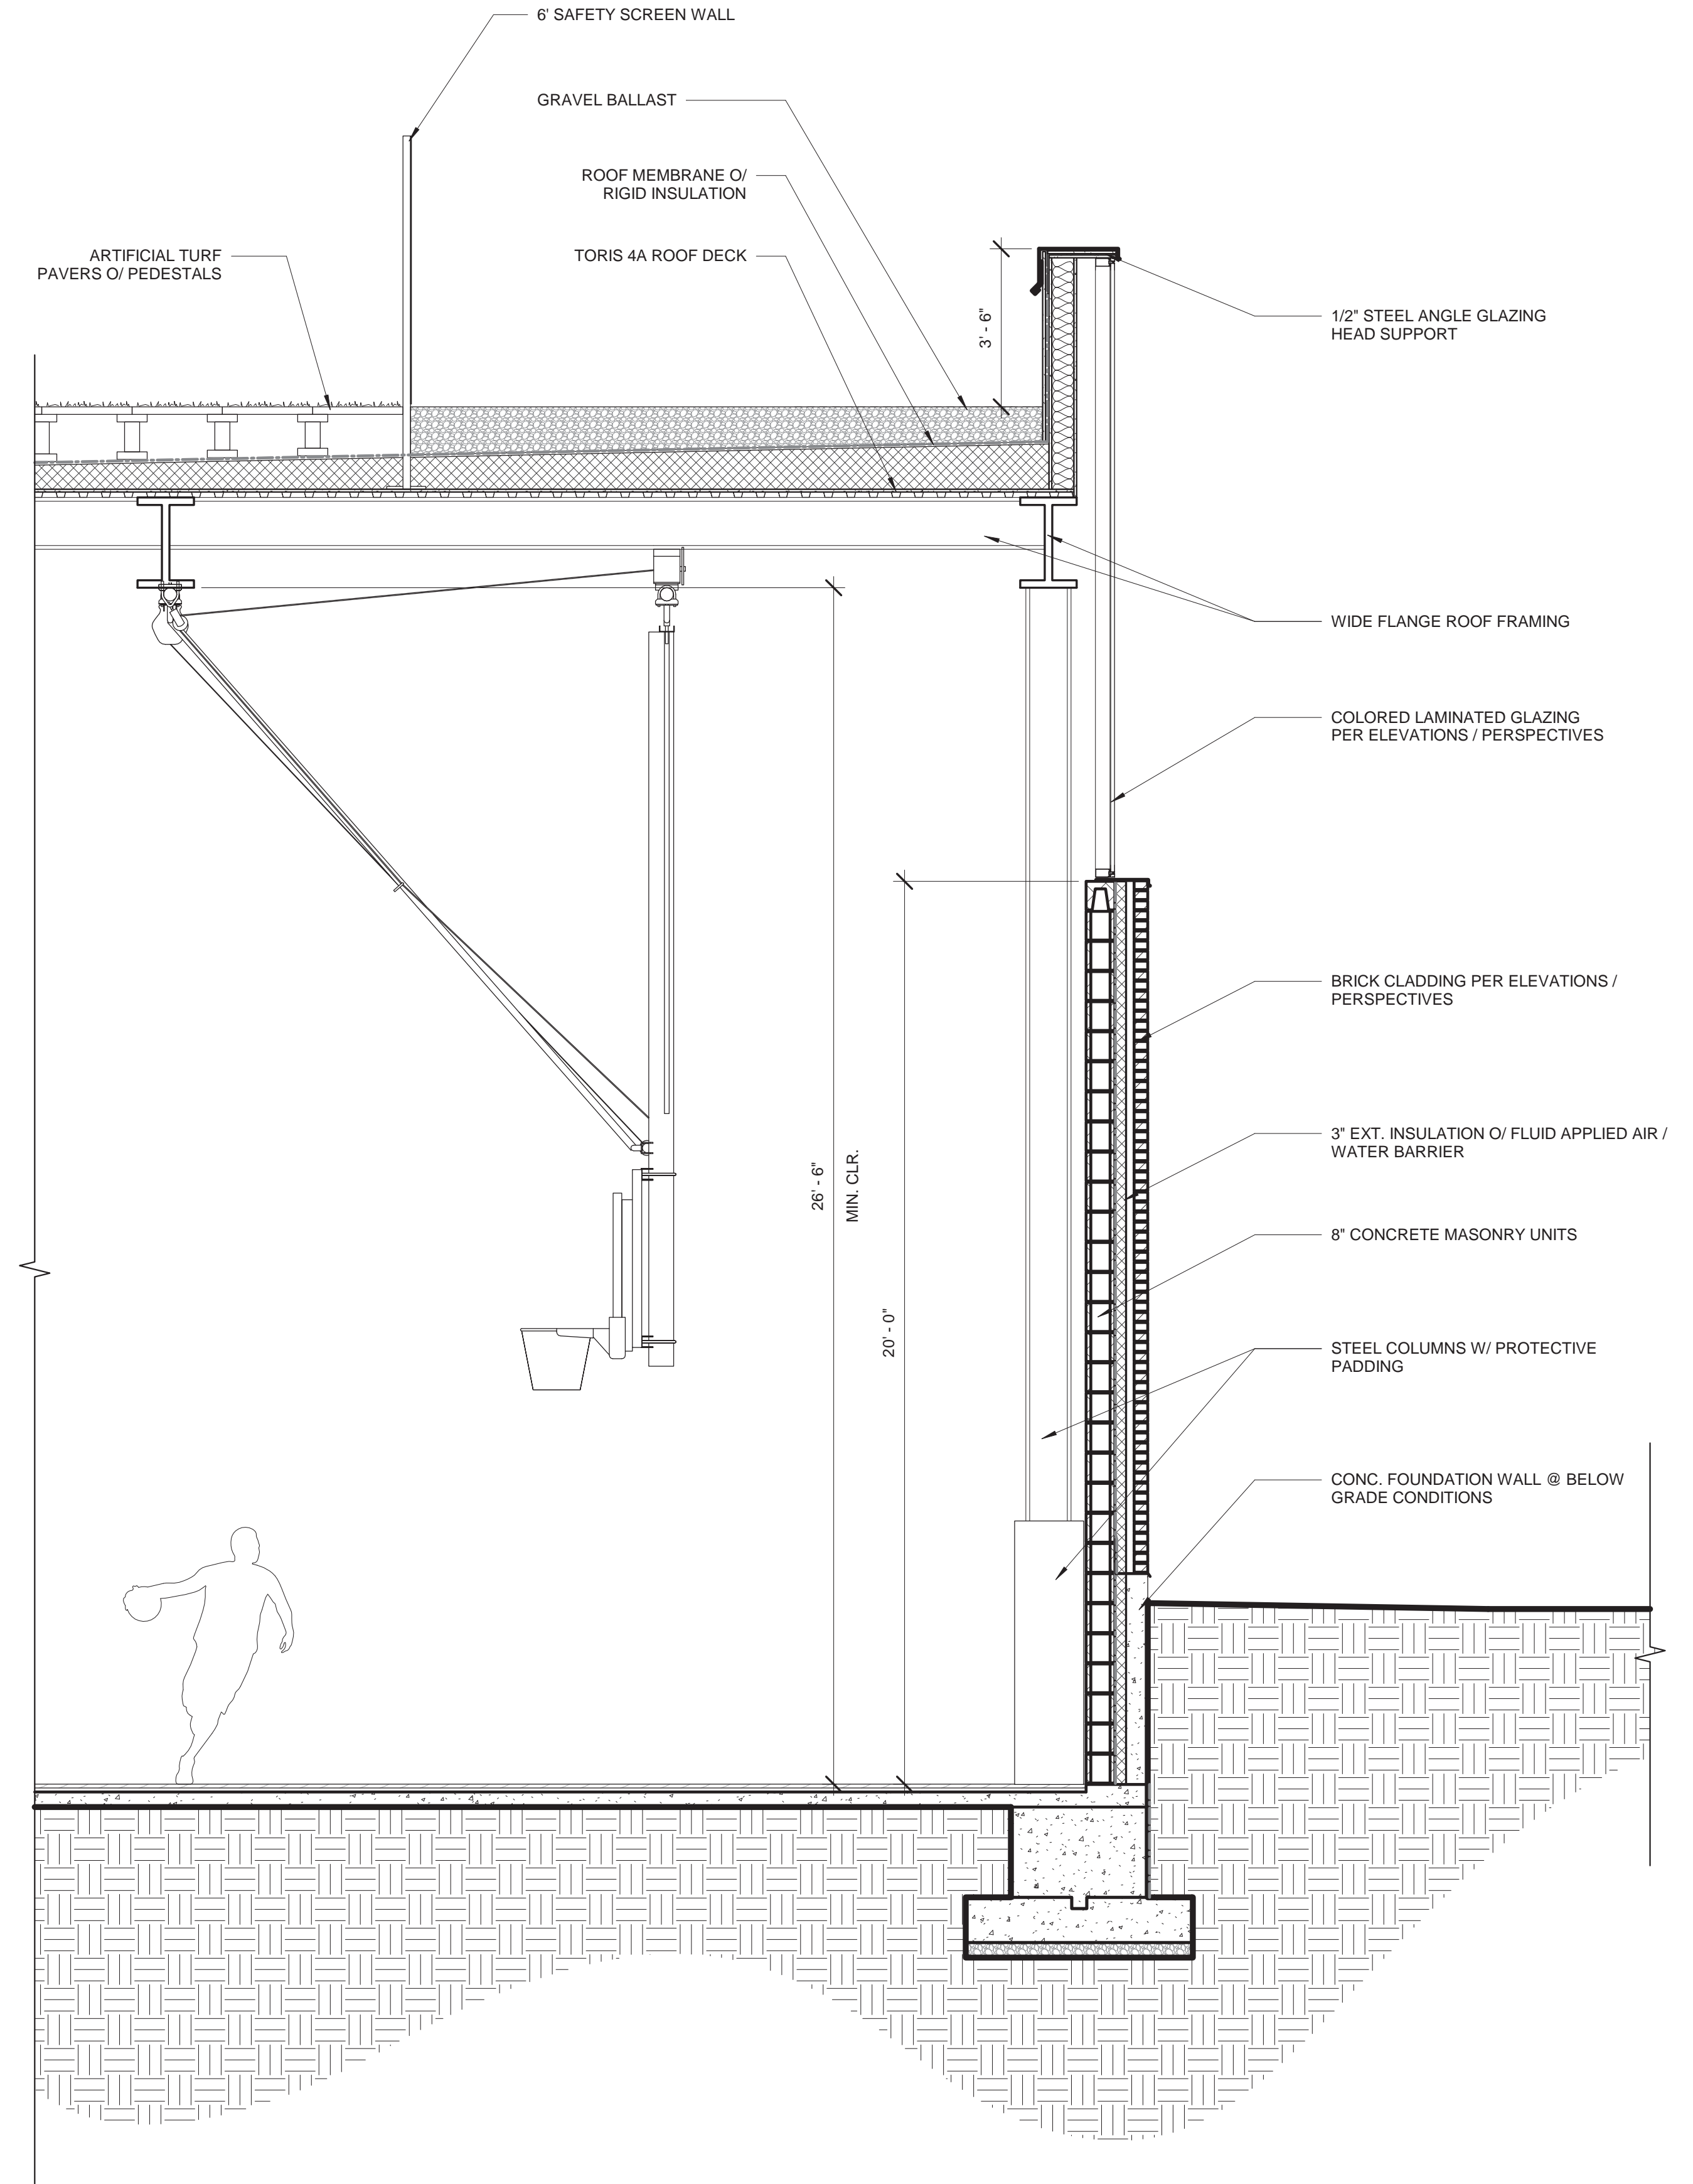 6' SAFETY SCREEN WALL
GRAVEL BALLAST
ROOF MEMBRANE O/
RIGID INSULATION
ARTIFICIAL TURF
PAVERS O/ PEDESTALS
TORIS 4A ROOF DECK
3' - 6"
1/2" STEEL ANGLE GLAZING
HEAD SUPPORT
WIDE FLANGE ROOF FRAMING
COLORED LAMINATED GLAZING
PER ELEVATIONS / PERSPECTIVES
BRICK CLADDING PER ELEVATIONS /
PERSPECTIVES
3" EXT. INSULATION O/ FLUID APPLIED AIR /
WATER BARRIER
26' - 6"
MIN. CLR.
8" CONCRETE MASONRY UNITS
20' - 0"
STEEL COLUMNS W/ PROTECTIVE
PADDING
CONC. FOUNDATION WALL @ BELOW
GRADE CONDITIONS